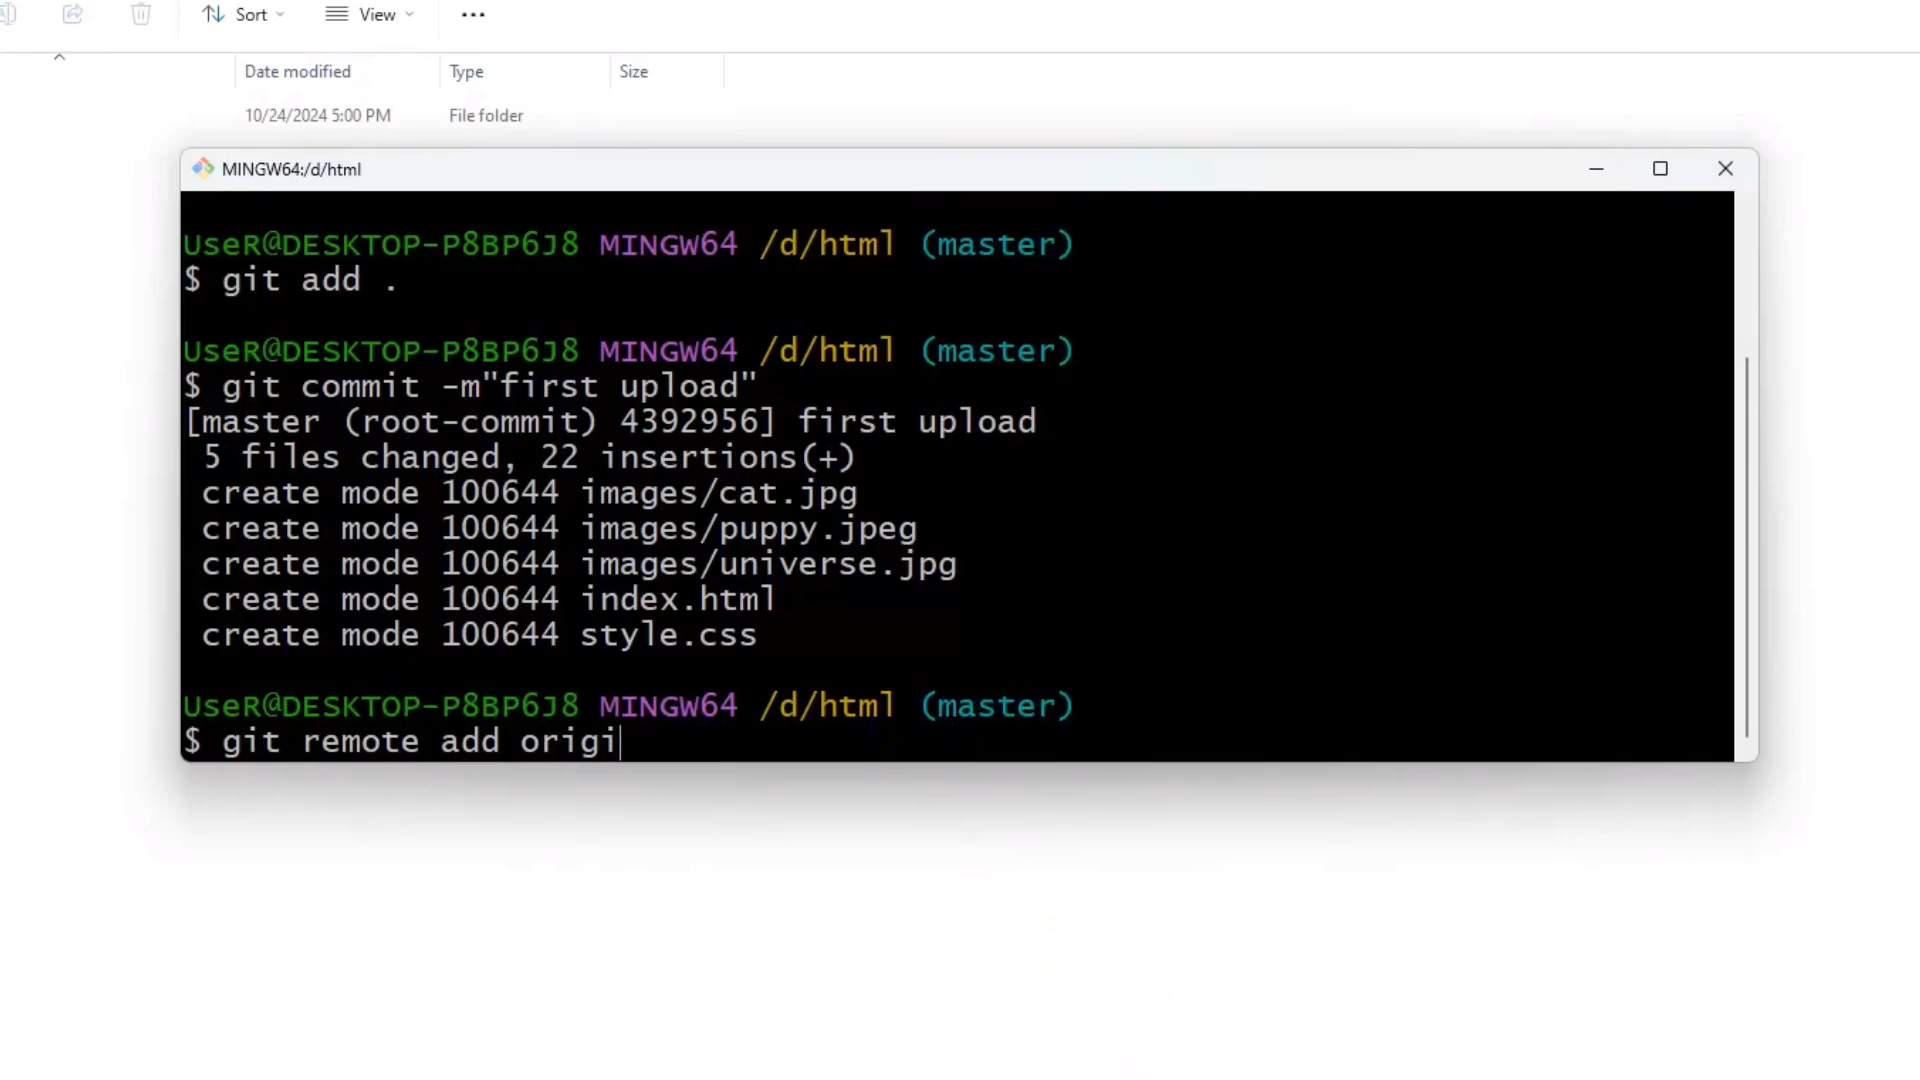 Sort View ...
Date modified Type Size
10/24/2024 5:00 PM File folder
MINGW64:/d/html
UseR@DESKTOP-P8BP6J8 MINGW64 /d/html (master)
$ git add .
UseR@DESKTOP-P8BP6J8 MINGW64 /d/html (master)
$ git commit -m"first upload"
[master (root-commit) 4392956] first upload
5 files changed, 22 insertions(+)
create mode 100644 images/cat.jpg
create mode 100644 images/puppy.jpeg
create mode 100644 images/universe.jpg
create mode 100644 index.html
create mode 100644 style.css
UseR@DESKTOP-P8BP6J8 MINGW64 /d/html (master)
$ git remote add origi